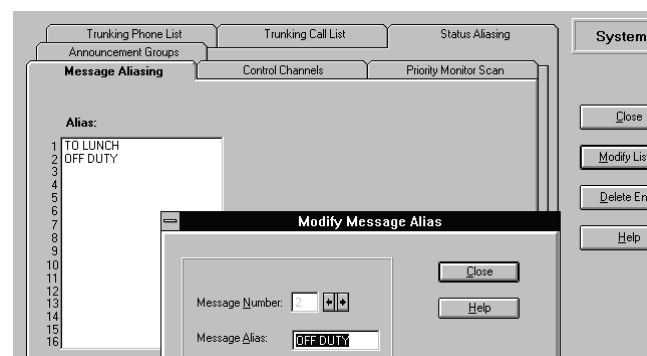 Trunking Phone List Trunking Call List Status Aliasing
Announcement Groups
Message Aliasing Control Channels Priority Monitor Scan
System
Alias:
1 TO LUNCH
2 OFF DUTY
3
4
5
6
7
8
9
10
11
12
13
14
15
16
Close
Modify Lis
Delete En
Help
Modify Message Alias
Message Number: 2
Message Alias: OFF DUTY
Close
Help